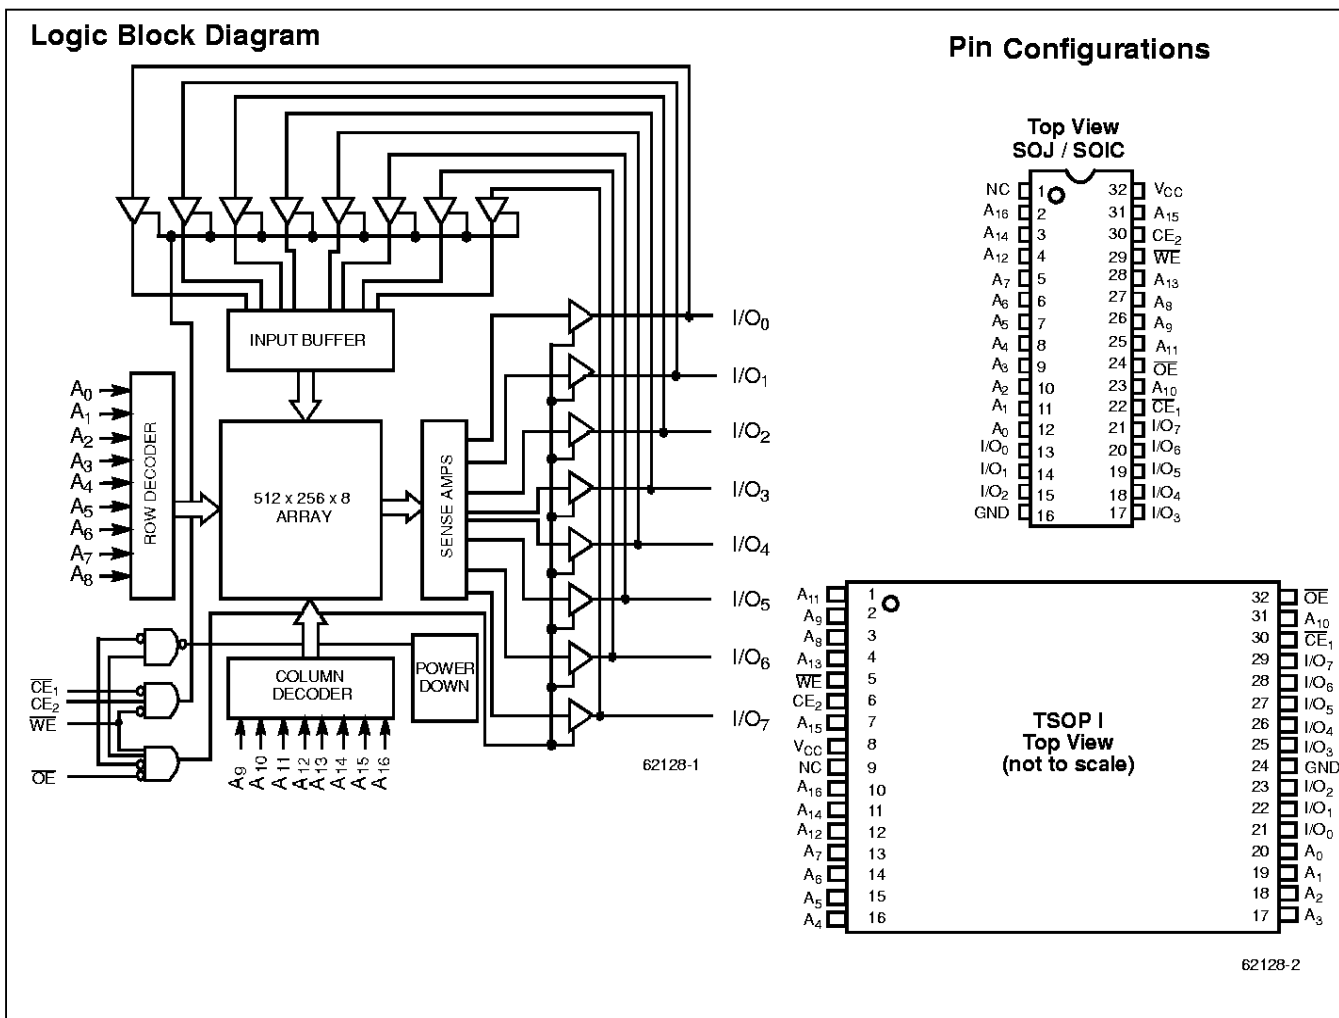 Logic Block Diagram
INPUT BUFFER
A0
A1
A2
A3
A4
A5
A6
A7
A8
ROW DECODER
512 x 256 x 8
ARRAY
SENSE AMPS
COLUMN
DECODER
POWER
DOWN
C̅E̅1
CE2
W̅E̅
O̅E̅
A9
A10
A11
A12
A13
A14
A15
A16
I/O0
I/O1
I/O2
I/O3
I/O4
I/O5
I/O6
I/O7
62128-1
Pin Configurations
Top View
SOJ / SOIC
NC 1 32 VCC
A16 2 31 A15
A14 3 30 CE2
A12 4 29 W̅E̅
A7 5 28 A13
A6 6 27 A8
A5 7 26 A9
A4 8 25 A11
A3 9 24 O̅E̅
A2 10 23 A10
A1 11 22 C̅E̅1
A0 12 21 I/O7
I/O0 13 20 I/O6
I/O1 14 19 I/O5
I/O2 15 18 I/O4
GND 16 17 I/O3
A11 1 32 O̅E̅
A9 2 31 A10
A8 3 30 C̅E̅1
A13 4 29 I/O7
W̅E̅ 5 28 I/O6
CE2 6 27 I/O5
A15 7 26 I/O4
VCC 8 25 I/O3
NC 9 24 GND
A16 10 23 I/O2
A14 11 22 I/O1
A12 12 21 I/O0
A7 13 20 A0
A6 14 19 A1
A5 15 18 A2
A4 16 17 A3
TSOP I
Top View
(not to scale)
62128-2